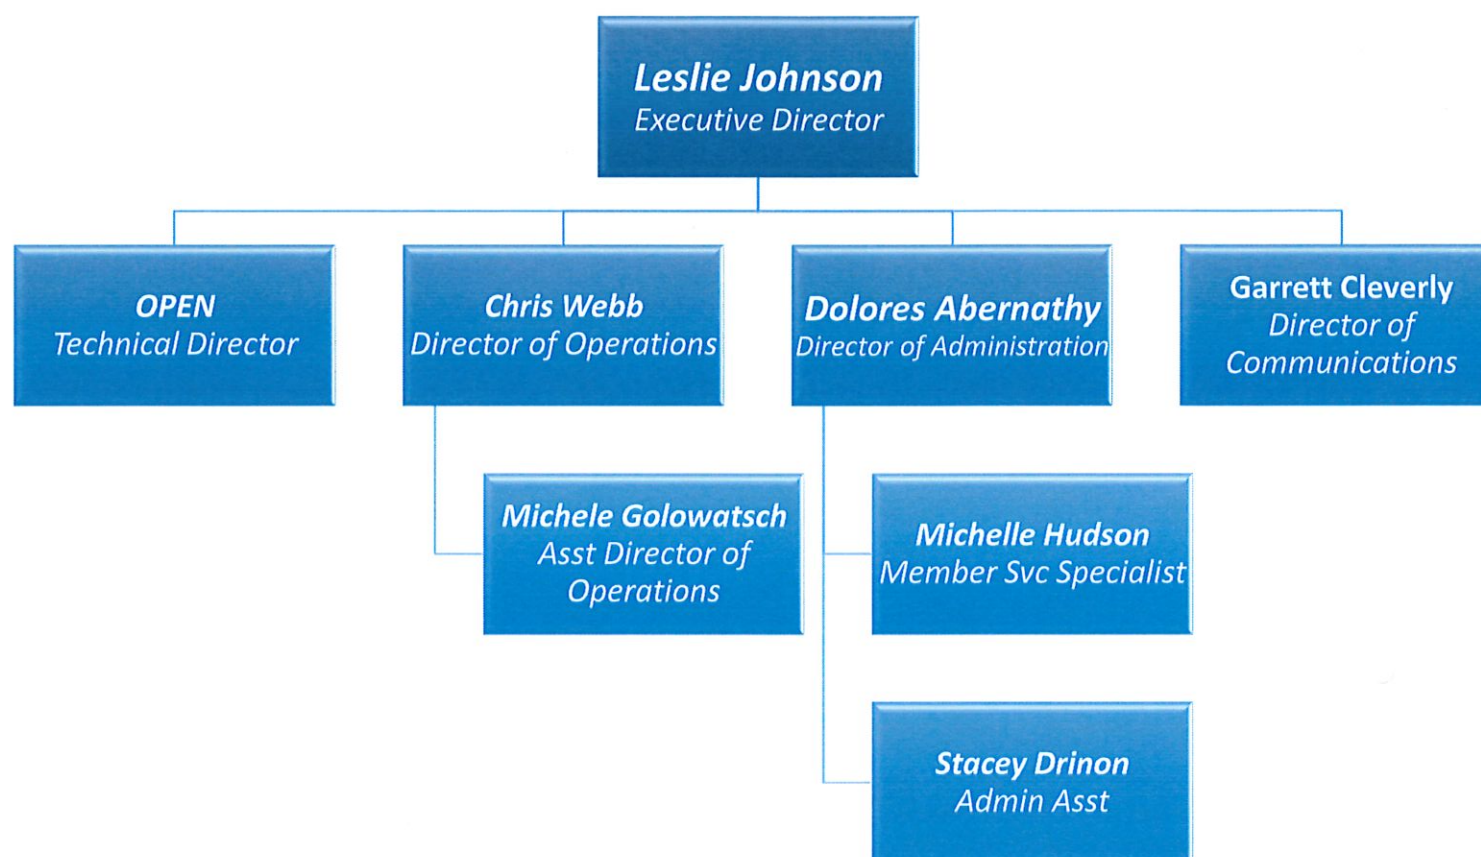 Leslie Johnson
Executive Director
OPEN
Technical Director
Chris Webb
Director of Operations
Dolores Abernathy
Director of Administration
Garrett Cleverly
Director of
Communications
Michele Golowatsch
Asst Director of
Operations
Michelle Hudson
Member Svc Specialist
Stacey Drinon
Admin Asst